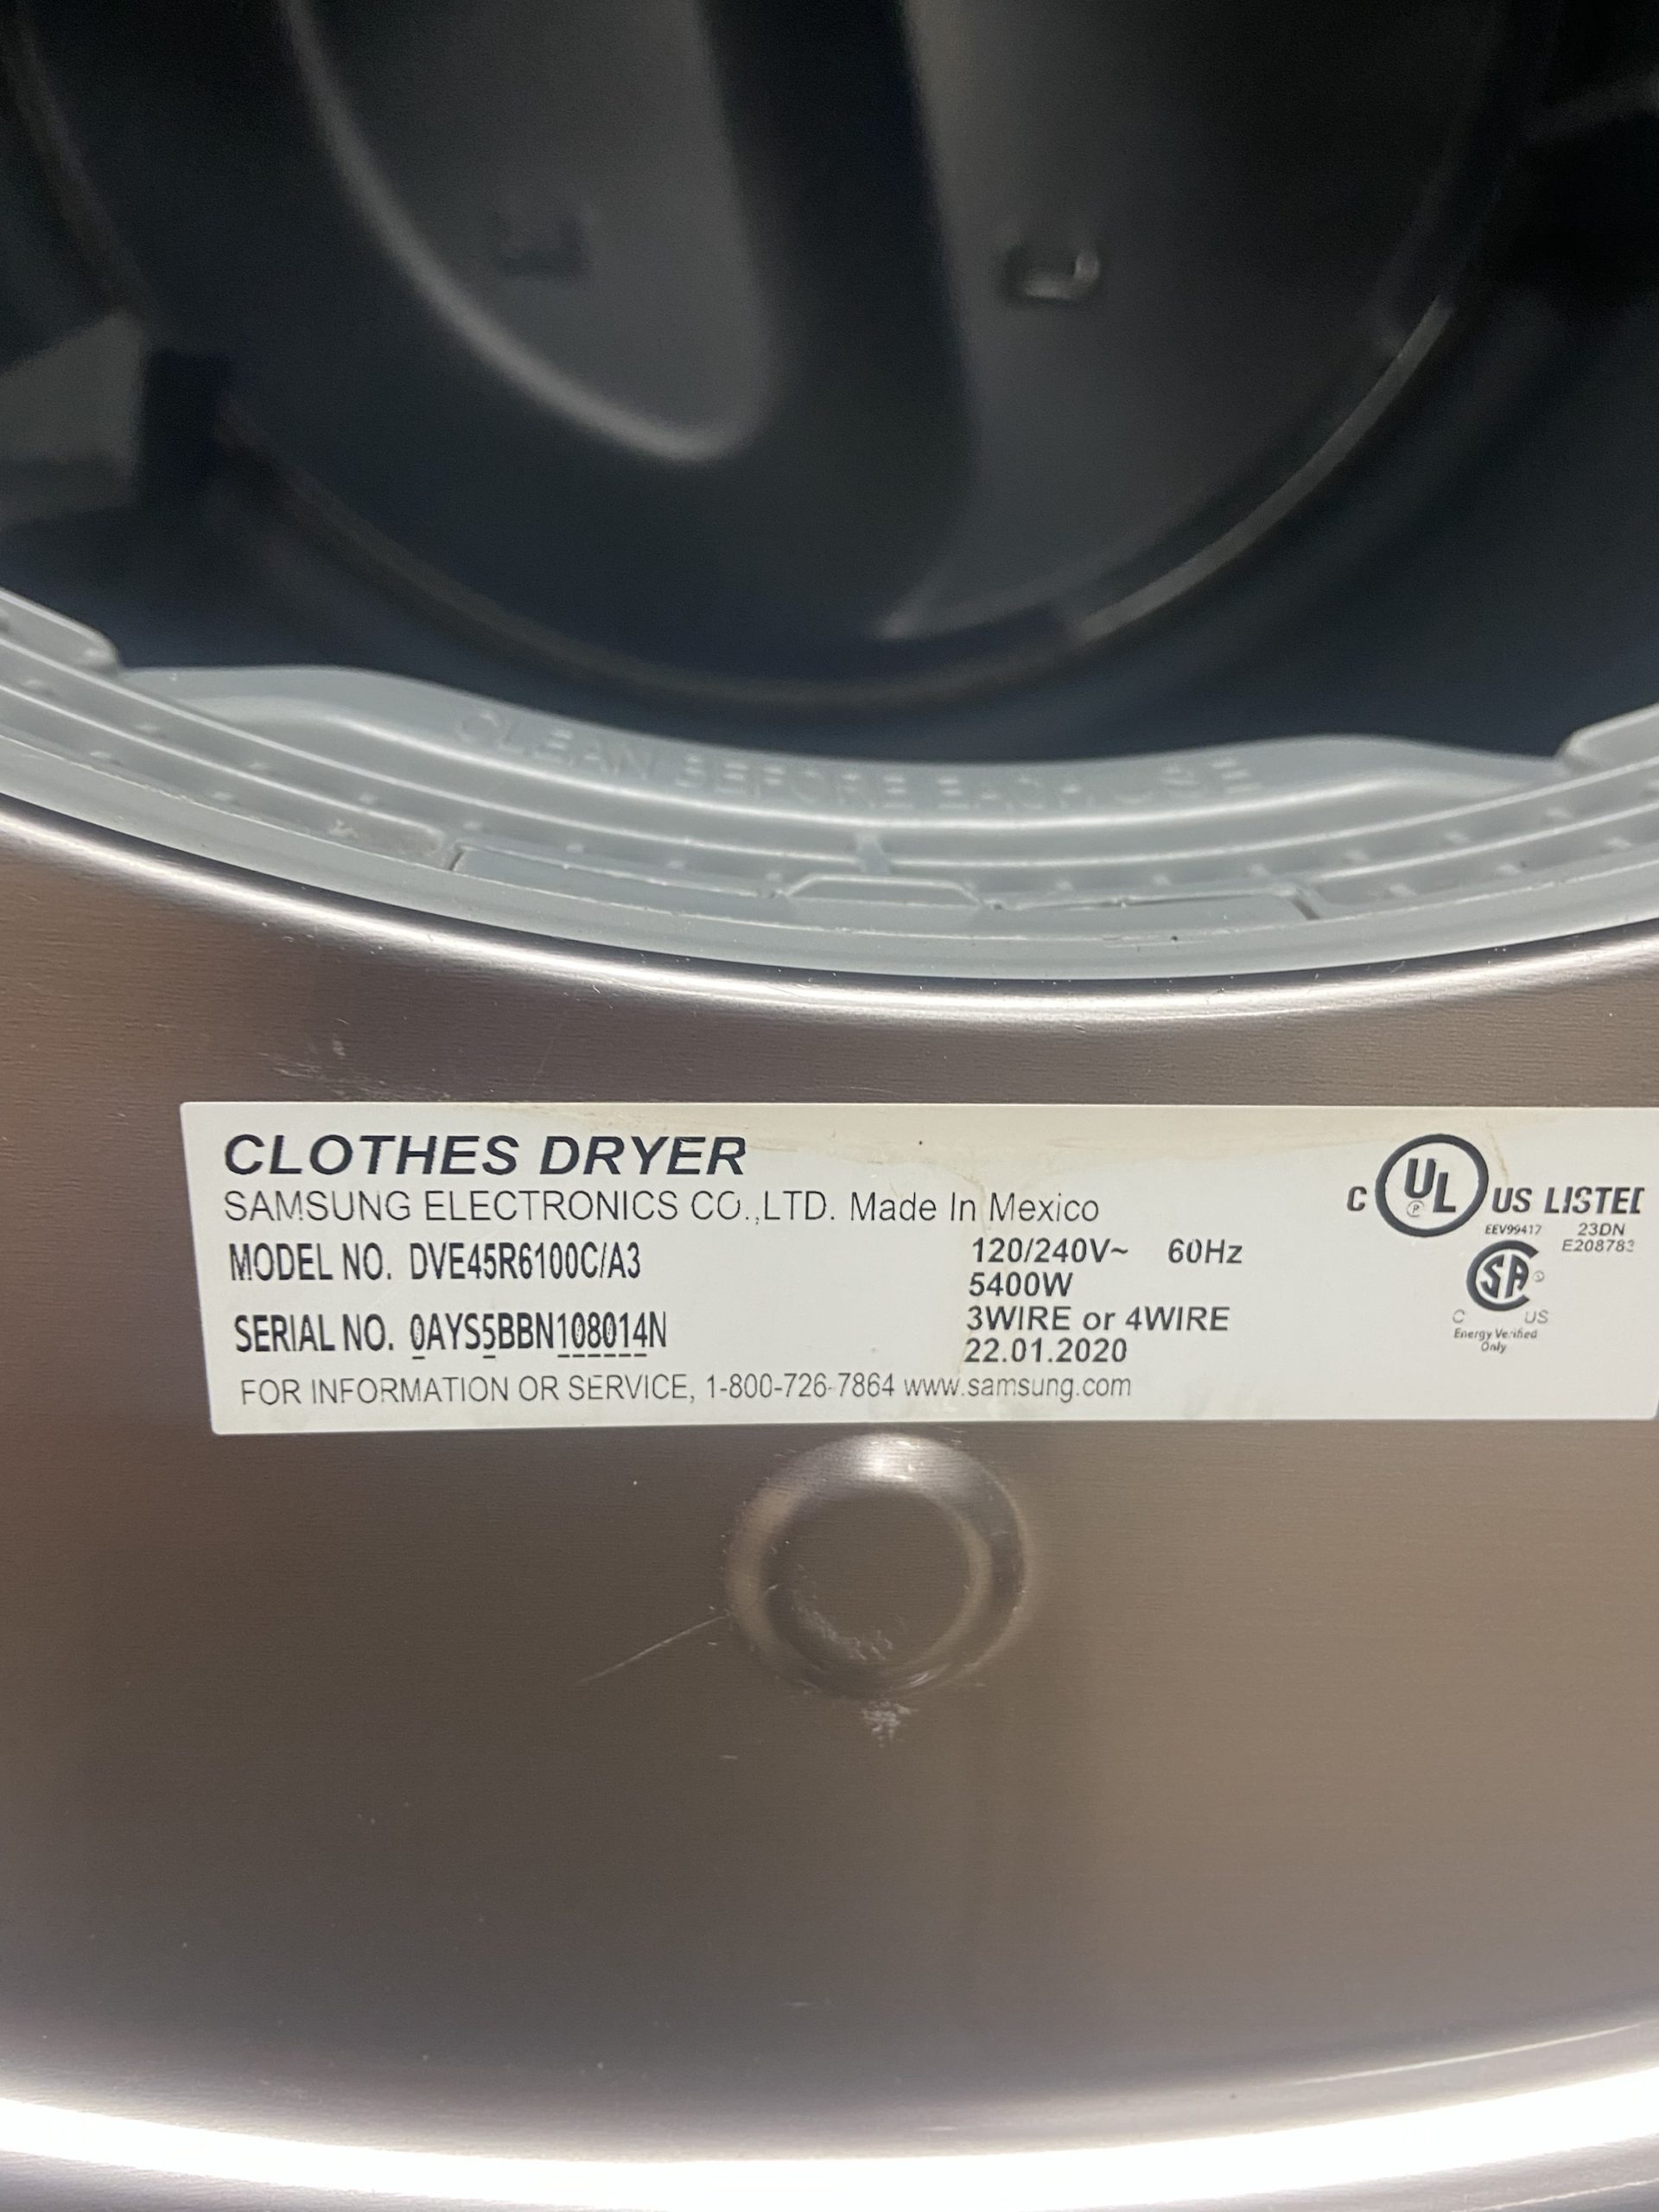 CLEAN BEFORE EACH USE
CLOTHES DRYER
SAMSUNG ELECTRONICS CO.,LTD. Made In Mexico
MODEL NO. DVE45R6100C/A3
SERIAL NO. 0AYS5BBN108014N
120/240V~ 60Hz
5400W
3WIRE or 4WIRE
22.01.2020
FOR INFORMATION OR SERVICE, 1-800-726-7864 www.samsung.com
C UL US LISTED
EEV99417 23DN
E208783
SA
C US
Energy Verified
Only